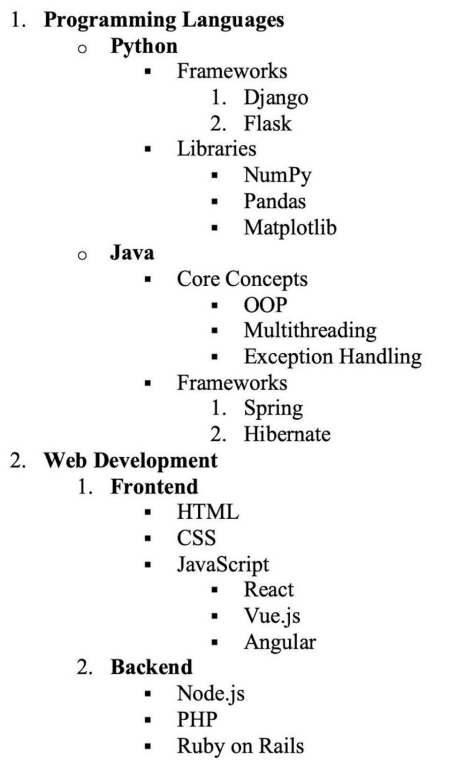 1. Programming Languages
○ Python
▪ Frameworks
1. Django
2. Flask
▪ Libraries
▪ NumPy
▪ Pandas
▪ Matplotlib
○ Java
▪ Core Concepts
▪ OOP
▪ Multithreading
▪ Exception Handling
▪ Frameworks
1. Spring
2. Hibernate
2. Web Development
1. Frontend
▪ HTML
▪ CSS
▪ JavaScript
▪ React
▪ Vue.js
▪ Angular
2. Backend
▪ Node.js
▪ PHP
▪ Ruby on Rails